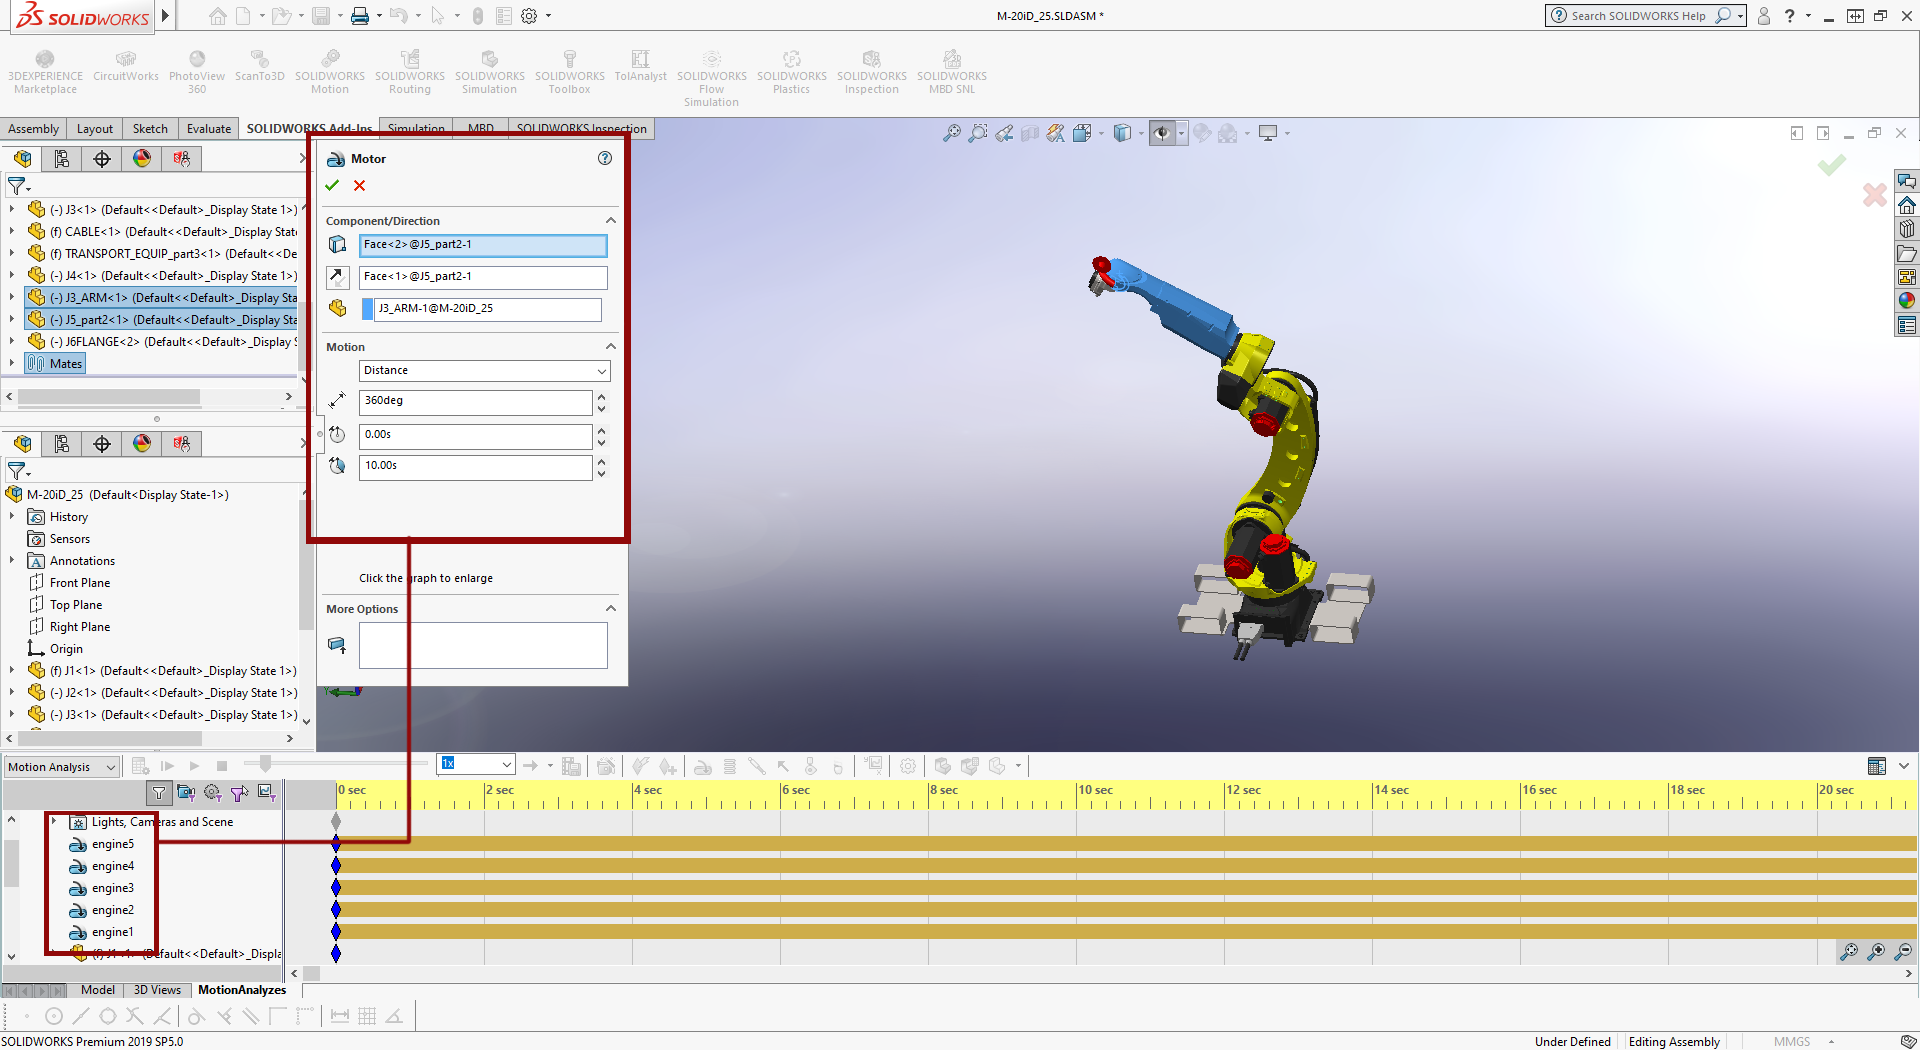 SOLIDWORKS
M-20iD_25.SLDASM *
Search SOLIDWORKS Help
3DEXPERIENCE Marketplace
CircuitWorks
PhotoView 360
ScanTo3D
SOLIDWORKS Motion
SOLIDWORKS Routing
SOLIDWORKS Simulation
SOLIDWORKS Toolbox
TolAnalyst
SOLIDWORKS Flow Simulation
SOLIDWORKS Plastics
SOLIDWORKS Inspection
SOLIDWORKS MBD SNL
Assembly
Layout
Sketch
Evaluate
SOLIDWORKS Add-Ins
Simulation
MBD
SOLIDWORKS Inspection
(-) J3<1> (Default<<Default>_Display State 1>)
(f) CABLE<1> (Default<<Default>_Display State
(f) TRANSPORT_EQUIP_part3<1> (Default<<De
(-) J4<1> (Default<<Default>_Display State 1>)
(-) J3_ARM<1> (Default<<Default>_Display Sta
(-) J5_part2<1> (Default<<Default>_Display Sta
(-) J6FLANGE<2> (Default<<Default>_Display S
Mates
M-20iD_25 (Default<Display State-1>)
History
Sensors
Annotations
Front Plane
Top Plane
Right Plane
Origin
(f) J1<1> (Default<<Default>_Display State 1>)
(-) J2<1> (Default<<Default>_Display State 1>)
(-) J3<1> (Default<<Default>_Display State 1>)
Motor
Component/Direction
Face<2>@J5_part2-1
Face<1>@J5_part2-1
J3_ARM-1@M-20iD_25
Motion
Distance
360deg
0.00s
10.00s
Click the graph to enlarge
More Options
Motion Analysis
1x
0 sec
2 sec
4 sec
6 sec
8 sec
10 sec
12 sec
14 sec
16 sec
18 sec
20 sec
Lights, Cameras and Scene
engine5
engine4
engine3
engine2
engine1
(f) J1<1> (Default<<Default>_Displa
Model
3D Views
MotionAnalyzes
SOLIDWORKS Premium 2019 SP5.0
Under Defined
Editing Assembly
MMGS